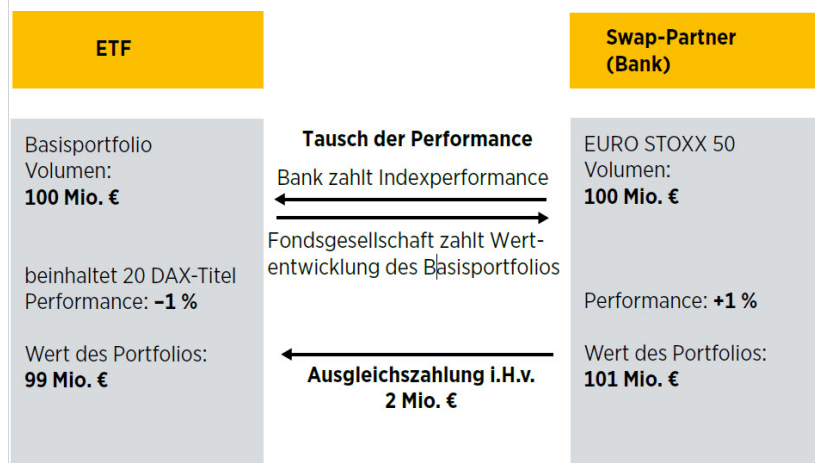 ETF
Swap-Partner
(Bank)
Basisportfolio
Volumen:
100 Mio. €
beinhaltet 20 DAX-Titel
Performance: –1 %
Wert des Portfolios:
99 Mio. €
Tausch der Performance
Bank zahlt Indexperformance
Fondsgesellschaft zahlt Wert-
entwicklung des Basisportfolios
Ausgleichszahlung i.H.v.
2 Mio. €
EURO STOXX 50
Volumen:
100 Mio. €
Performance: +1 %
Wert des Portfolios:
101 Mio. €